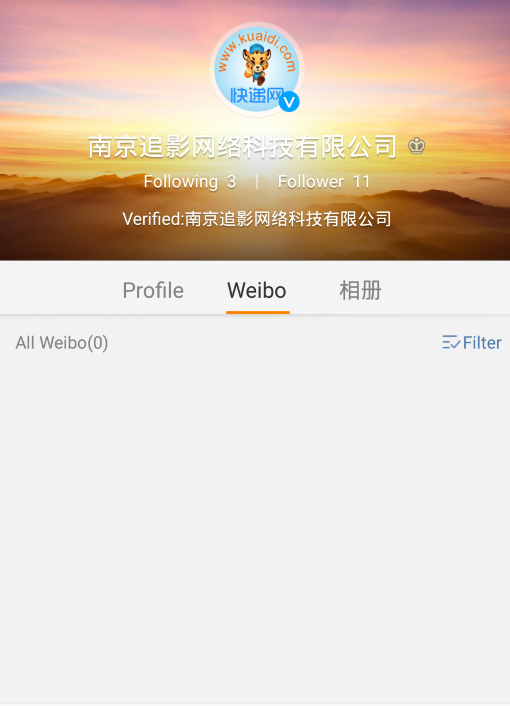 www.kuaidi.com
快递网
南京追影网络科技有限公司
Following 3 | Follower 11
Verified:南京追影网络科技有限公司
Profile Weibo 相册
All Weibo(0) Filter